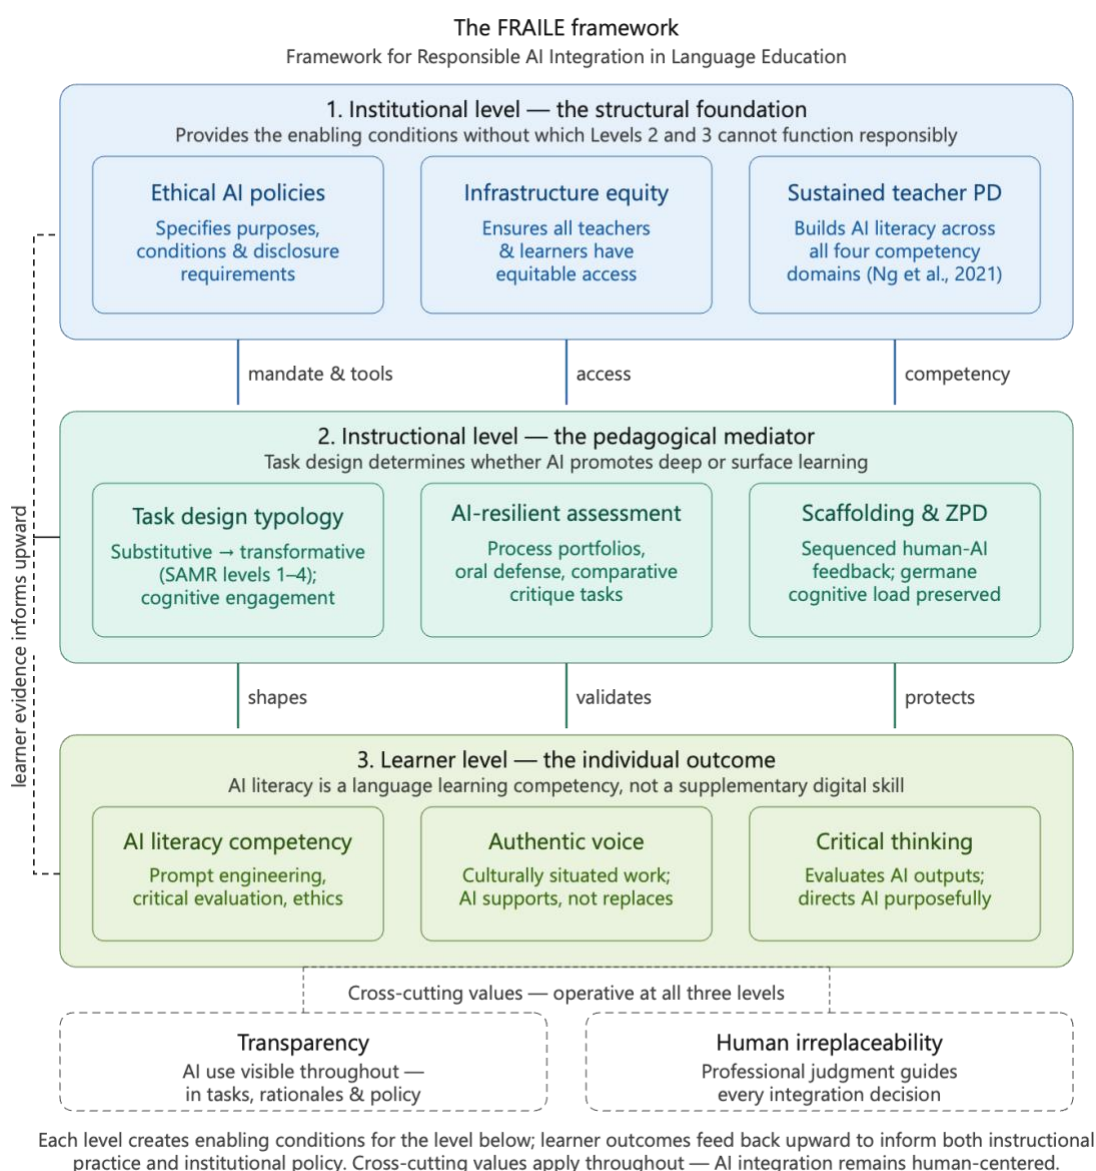 The FRAILE framework
Framework for Responsible AI Integration in Language Education
1. Institutional level — the structural foundation
Provides the enabling conditions without which Levels 2 and 3 cannot function responsibly
Ethical AI policies
Specifies purposes,
conditions & disclosure
requirements
Infrastructure equity
Ensures all teachers
& learners have
equitable access
Sustained teacher PD
Builds AI literacy across
all four competency
domains (Ng et al., 2021)
mandate & tools
access
competency
2. Instructional level — the pedagogical mediator
Task design determines whether AI promotes deep or surface learning
Task design typology
Substitutive → transformative
(SAMR levels 1–4);
cognitive engagement
AI-resilient assessment
Process portfolios,
oral defense, comparative
critique tasks
Scaffolding & ZPD
Sequenced human-AI
feedback; germane
cognitive load preserved
learner evidence informs upward
shapes
validates
protects
3. Learner level — the individual outcome
AI literacy is a language learning competency, not a supplementary digital skill
AI literacy competency
Prompt engineering,
critical evaluation, ethics
Authentic voice
Culturally situated work;
AI supports, not replaces
Critical thinking
Evaluates AI outputs;
directs AI purposefully
Cross-cutting values — operative at all three levels
Transparency
AI use visible throughout —
in tasks, rationales & policy
Human irreplaceability
Professional judgment guides
every integration decision
Each level creates enabling conditions for the level below; learner outcomes feed back upward to inform both instructional
practice and institutional policy. Cross-cutting values apply throughout — AI integration remains human-centered.